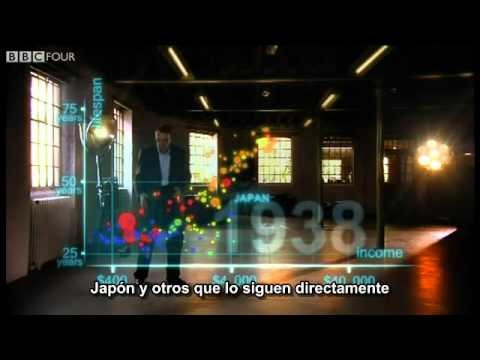 BBC FOUR
lifespan
75
years
50
years
25
years
JAPAN
1938
income
$400
$4,000
$40,000
Japón y otros que lo siguen directamente